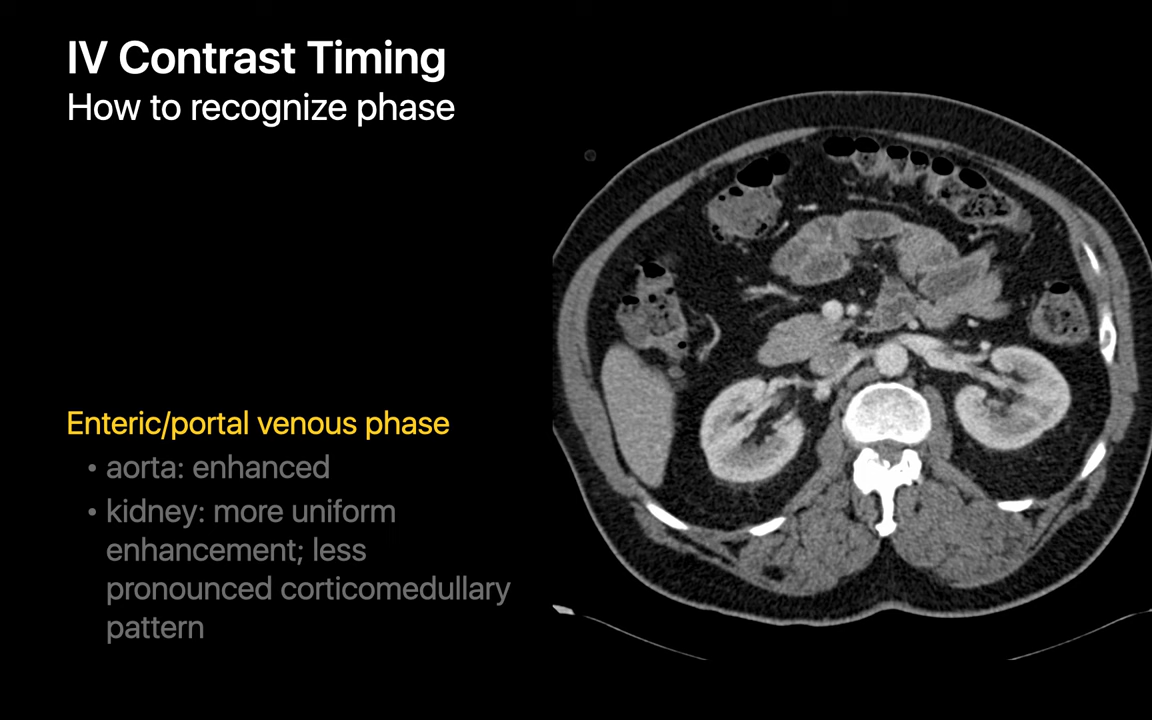 IV Contrast Timing
How to recognize phase
Enteric/portal venous phase
• aorta: enhanced
• kidney: more uniform
enhancement; less
pronounced corticomedullary
pattern